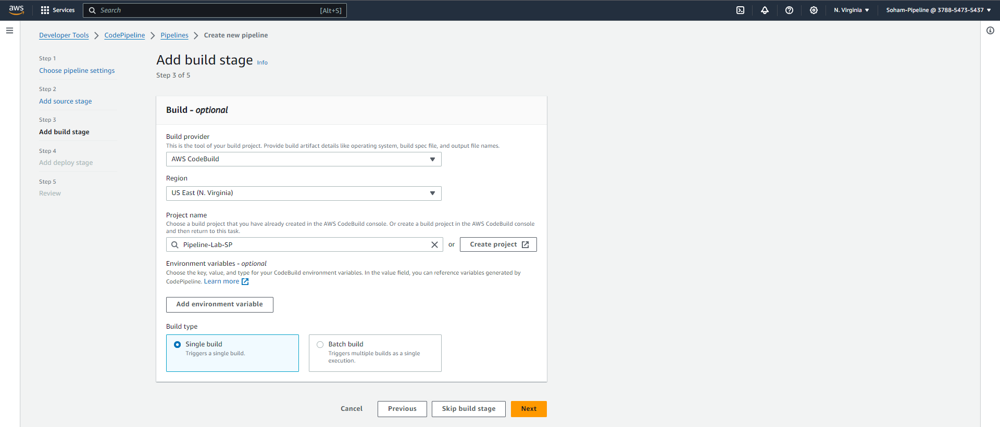 aws
Services
Search [Alt+S]
N. Virginia
Soham-Pipeline @ 3788-5473-5437
Developer Tools
CodePipeline
Pipelines
Create new pipeline
Step 1
Choose pipeline settings
Step 2
Add source stage
Step 3
Add build stage
Step 4
Add deploy stage
Step 5
Review
Add build stage Info
Step 3 of 5
Build - optional
Build provider
This is the tool of your build project. Provide build artifact details like operating system, build spec file, and output file names.
AWS CodeBuild
Region
US East (N. Virginia)
Project name
Choose a build project that you have already created in the AWS CodeBuild console. Or create a build project in the AWS CodeBuild console
and then return to this task.
Pipeline-Lab-SP
or
Create project
Environment variables - optional
Choose the key, value, and type for your CodeBuild environment variables. In the value field, you can reference variables generated by
CodePipeline. Learn more
Add environment variable
Build type
Single build
Triggers a single build.
Batch build
Triggers multiple builds as a single
execution.
Cancel
Previous
Skip build stage
Next